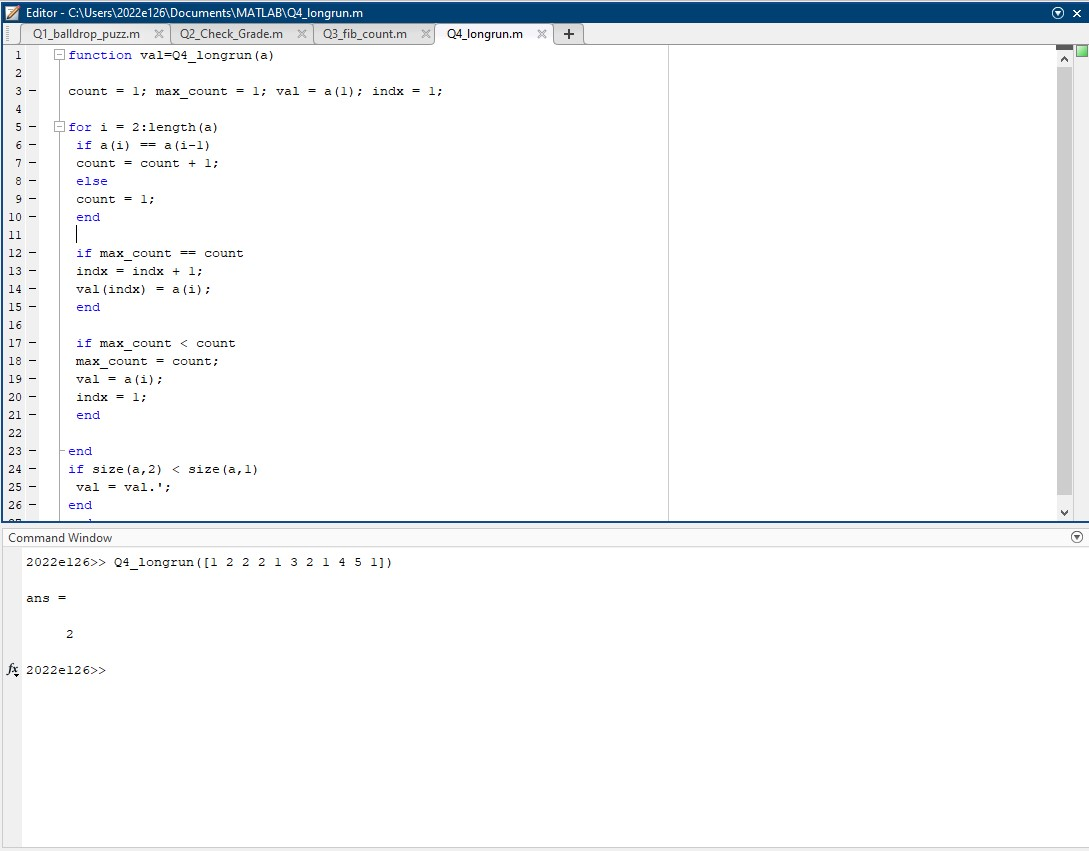 Editor - C:\Users\2022e126\Documents\MATLAB\Q4_longrun.m
Q1_balldrop_puzz.m Q2_Check_Grade.m Q3_fib_count.m Q4_longrun.m +
1 function val=Q4_longrun(a)
2
3 - count = 1; max_count = 1; val = a(1); indx = 1;
4
5 - for i = 2:length(a)
6 - if a(i) == a(i-1)
7 - count = count + 1;
8 - else
9 - count = 1;
10 - end
11
12 - if max_count == count
13 - indx = indx + 1;
14 - val(indx) = a(i);
15 - end
16
17 - if max_count < count
18 - max_count = count;
19 - val = a(i);
20 - indx = 1;
21 - end
22
23 - end
24 - if size(a,2) < size(a,1)
25 - val = val.';
26 - end
Command Window
2022e126>> Q4_longrun([1 2 2 2 1 3 2 1 4 5 1])
ans =
2
fx 2022e126>>